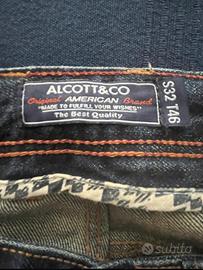 ALCOTT&CO
Original AMERICAN Brand
"MADE TO FULFILL YOUR WISHES"
The Best Quality
S32 T46
subito